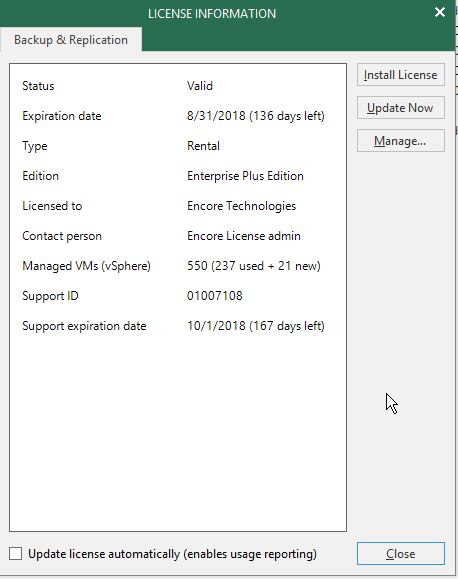 LICENSE INFORMATION
Backup & Replication
Status Valid
Expiration date 8/31/2018 (136 days left)
Type Rental
Edition Enterprise Plus Edition
Licensed to Encore Technologies
Contact person Encore License admin
Managed VMs (vSphere) 550 (237 used + 21 new)
Support ID 01007108
Support expiration date 10/1/2018 (167 days left)
Install License
Update Now
Manage...
Update license automatically (enables usage reporting)
Close